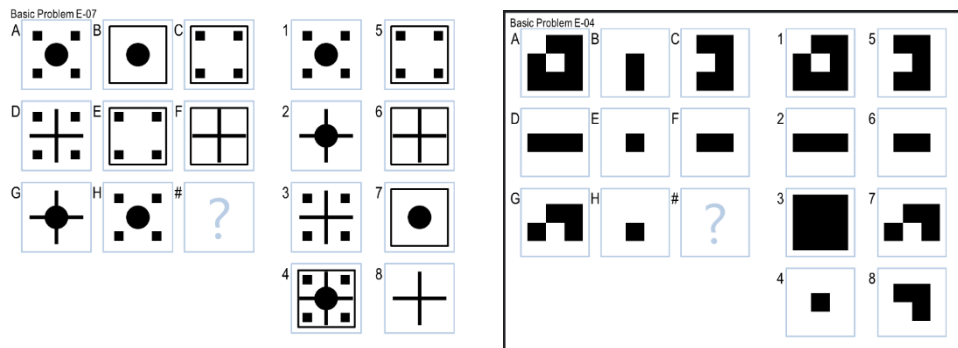 Basic Problem E-07
A B C 1 5
D E F 2 6
G H # 3 7
?
4 8
Basic Problem E-04
A B C 1 5
D E F 2 6
G H # 3 7
?
4 8